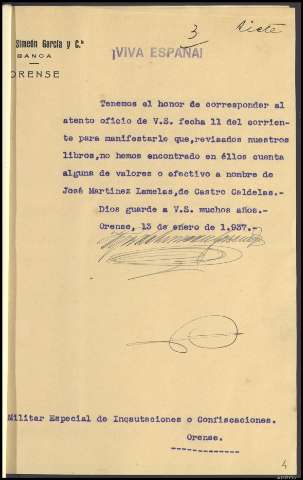 3
Siete
Simeón García y C.ª
BANCA
ORENSE
¡VIVA ESPAÑA!
Tenemos el honor de corresponder al
atento oficio de V.S. fecha 11 del corrien-
te para manifestarle que,revisados nuestros
libros,no hemos encontrado en éllos cuenta
alguna de valores o efectivo a nombre de
José Martinez Lamelas,de Castro Caldelas.-
Dios guarde a V.S. muchos años.-
Orense, 13 de enero de 1.937.-
Militar Especial de Inqautaciones o Confiscaciones.
Orense.
4